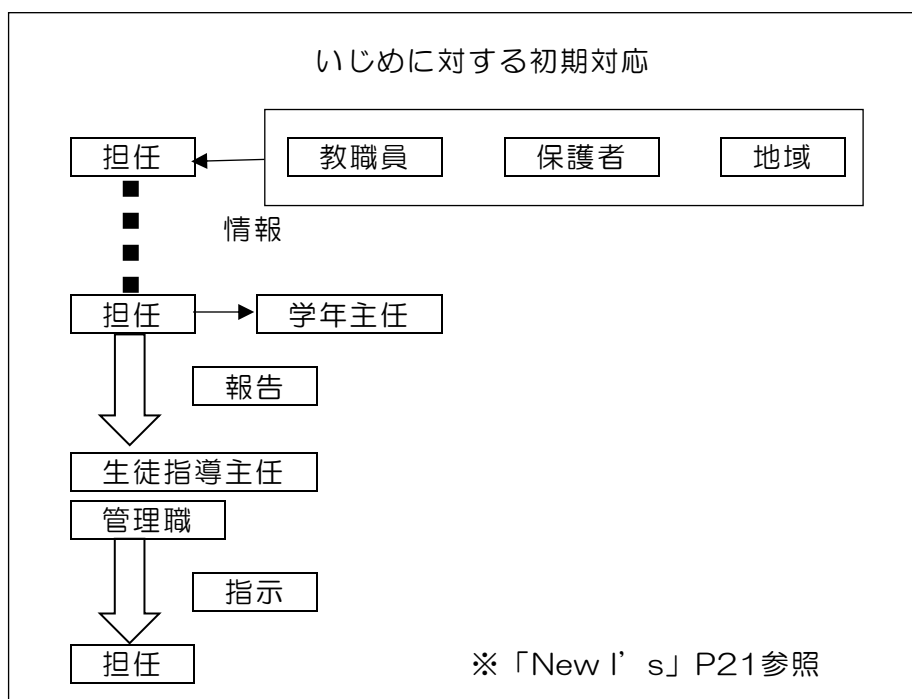 いじめに対する初期対応
担任
教職員
保護者
地域
情報
担任
学年主任
報告
生徒指導主任
管理職
指示
担任
※「New I’s」P21参照